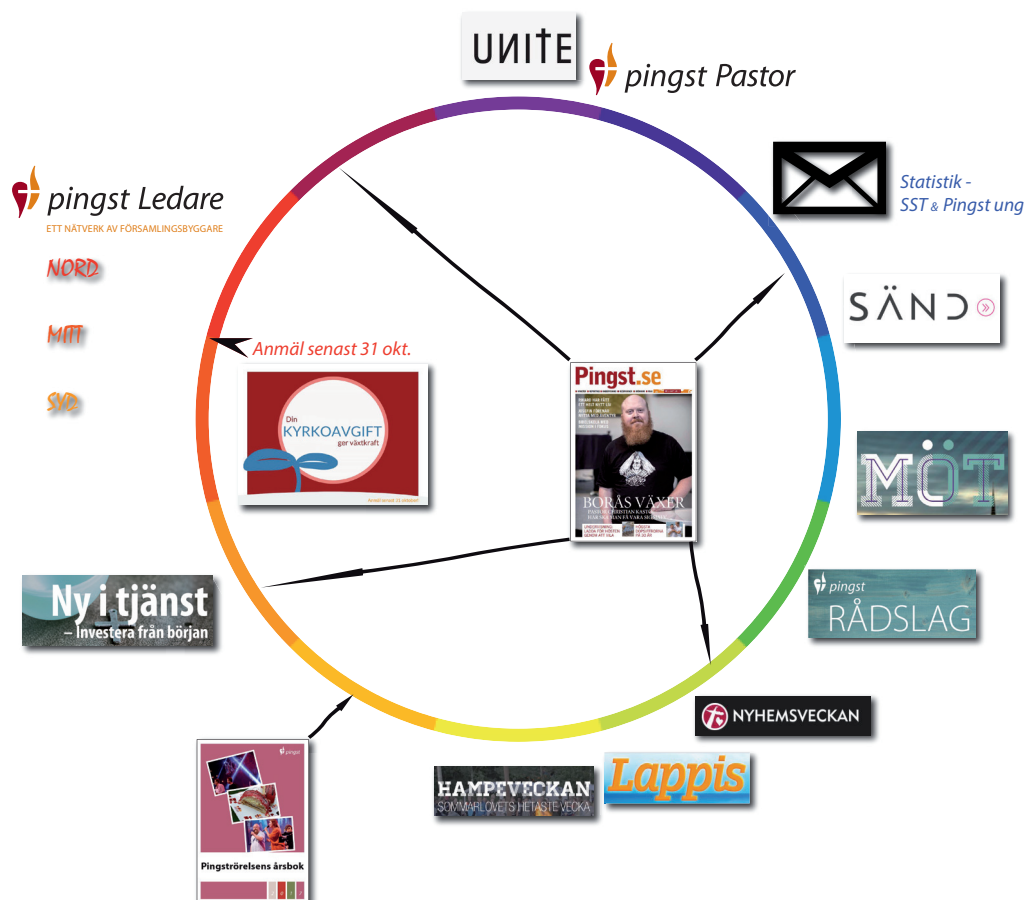 UNITE
pingst Pastor
Statistik -
SST & Pingst ung
pingst Ledare
ETT NÄTVERK AV FÖRSAMLINGSBYGGARE
NORD
MITT
SYD
SÄND
Anmäl senast 31 okt.
Din
KYRKOAVGIFT
ger växtkraft
Pingst.se
BORÅS VÄXER
MÖT
pingst
RÅDSLAG
Ny i tjänst
– Investera från början
NYHEMSVECKAN
Lappis
HAMPEVECKAN
SOMMARLOVETS HETASTE VECKA
pingst
Pingströrelsens årsbok